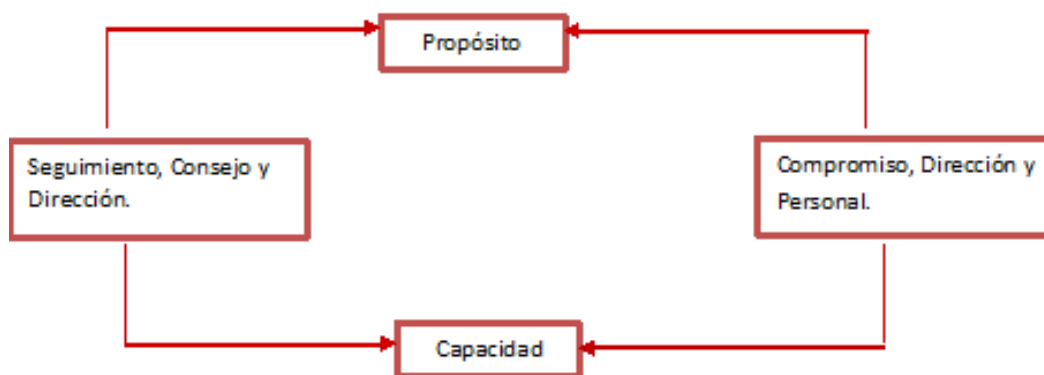 Propósito
Seguimiento, Consejo y
Dirección.
Compromiso, Dirección y
Personal.
Capacidad